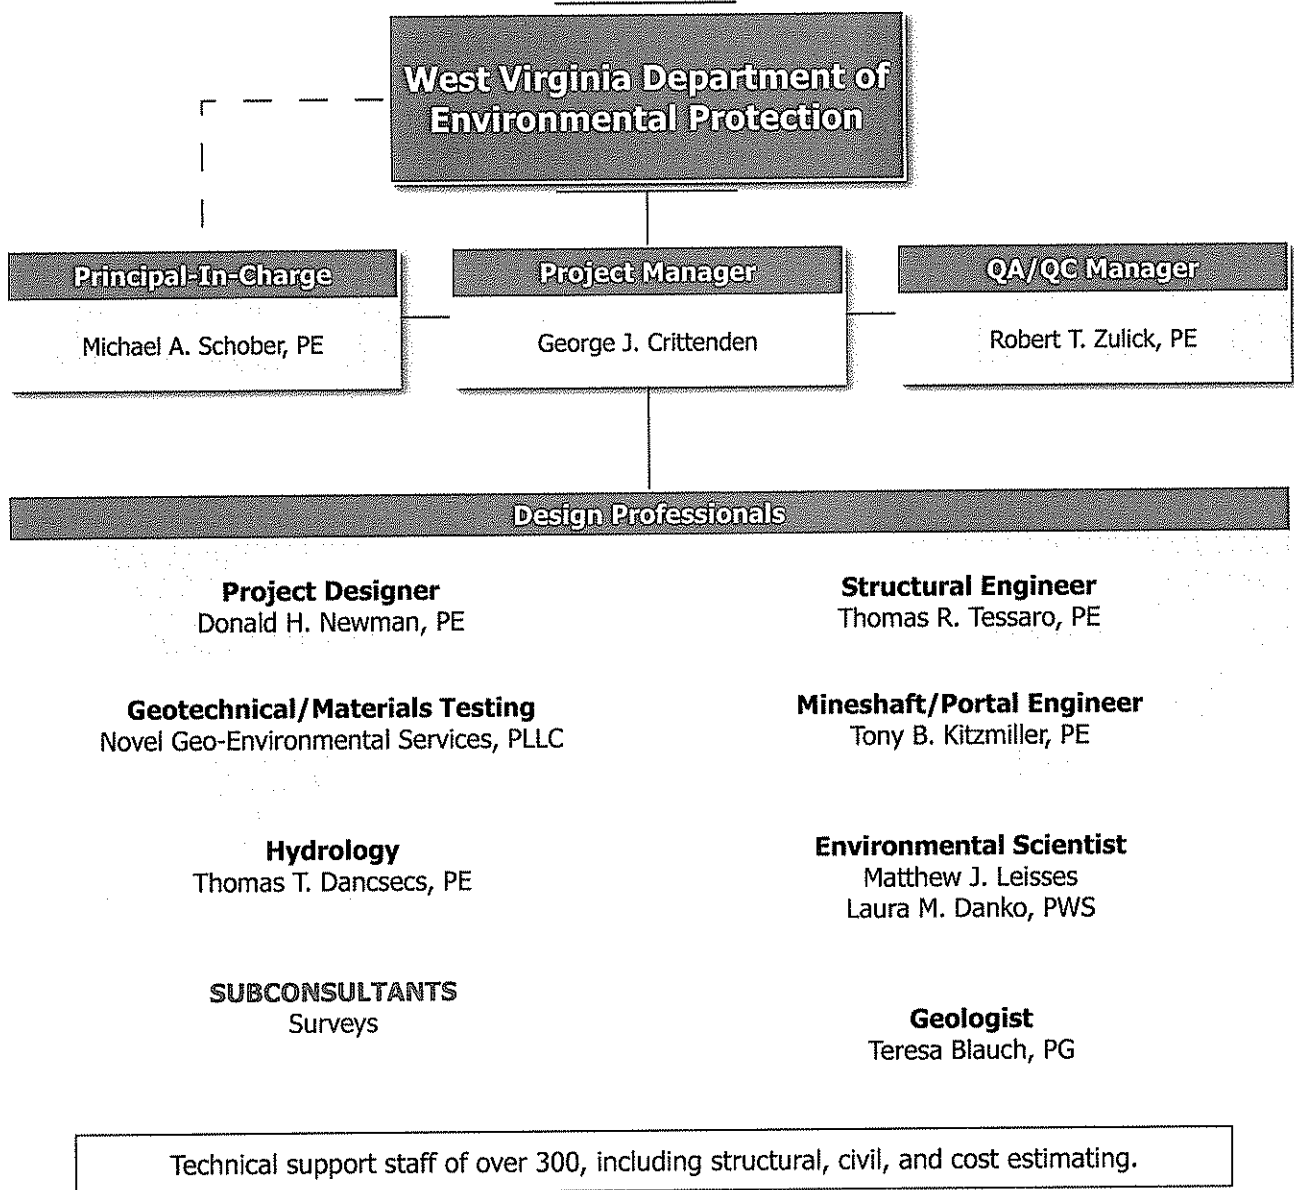 West Virginia Department of
Environmental Protection
Principal-In-Charge
Michael A. Schober, PE
Project Manager
George J. Crittenden
QA/QC Manager
Robert T. Zulick, PE
Design Professionals
Project Designer
Donald H. Newman, PE
Structural Engineer
Thomas R. Tessaro, PE
Geotechnical/Materials Testing
Novel Geo-Environmental Services, PLLC
Mineshaft/Portal Engineer
Tony B. Kitzmiller, PE
Hydrology
Thomas T. Dancsecs, PE
Environmental Scientist
Matthew J. Leisses
Laura M. Danko, PWS
SUBCONSULTANTS
Surveys
Geologist
Teresa Blauch, PG
Technical support staff of over 300, including structural, civil, and cost estimating.